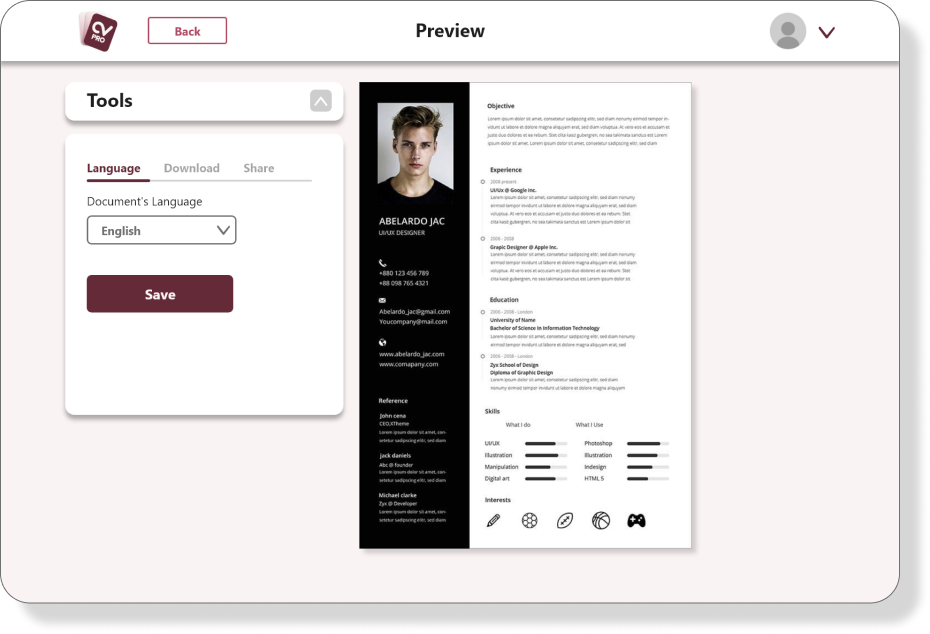 CV
PRO
Back
Preview
Tools
Language
Download
Share
Document's Language
English
Save
ABELARDO JAC
UI/UX DESIGNER
+880 123 456 789
+88 098 765 4321
Abelardo_jac@gmail.com
Youcompany@mail.com
www.abelardo_jac.com
www.comapany.com
Reference
John cena
CEO,XTheme
Lorem ipsum dolor sit amet, con-
setetur sadipscing elitr, sed diam
Jack daniels
Abc @ founder
Lorem ipsum dolor sit amet, con-
setetur sadipscing elitr, sed diam
Michael clarke
Zyx @ Developer
Lorem ipsum dolor sit amet, con-
setetur sadipscing elitr, sed diam
Objective
Lorem ipsum dolor sit amet, consetetur sadipscing elitr, sed diam nonumy eirmod tempor in-
vidunt ut labore et dolore magna aliquyam erat, sed diam voluptua. At vero eos et accusam et
justo duo dolores et ea rebum. Stet clita kasd gubergren, no sea takimata sanctus est Lorem
ipsum dolor sit amet. Lorem ipsum dolor sit amet, consetetur sadipscing elitr, sed diam
Experience
2008 present
UI/Ux @ Google Inc.
Lorem ipsum dolor sit amet, consetetur sadipscing elitr, sed diam nonumy
eirmod tempor invidunt ut labore et dolore magna aliquyam erat, sed diam
voluptua. At vero eos et accusam et justo duo dolores et ea rebum. Stet
clita kasd gubergren, no sea takimata sanctus est Lorem ipsum dolor sit
2006 - 2008
Grapic Designer @ Apple Inc.
Lorem ipsum dolor sit amet, consetetur sadipscing elitr, sed diam nonumy
eirmod tempor invidunt ut labore et dolore magna aliquyam erat, sed diam
voluptua. At vero eos et accusam et justo duo dolores et ea rebum. Stet
clita kasd gubergren, no sea takimata sanctus est Lorem ipsum dolor sit
Education
2006 - 2008 - London
University of Name
Bachelor of Science in Information Technology
Lorem ipsum dolor sit amet, consetetur sadipscing elitr, sed diam nonumy
eirmod tempor invidunt ut labore et dolore magna aliquyam erat, sed
2006 - 2008 - London
Zyx School of Design
Diploma of Graphic Design
Lorem ipsum dolor sit amet, consetetur sadipscing elitr, sed diam
nonumy eirmod tempor invidunt ut labore et dolore magna aliquyam
Skills
What I do
What I Use
UI/UX
Photoshop
Illustration
Illustration
Manipulation
Indesign
Digital art
HTML 5
Interests